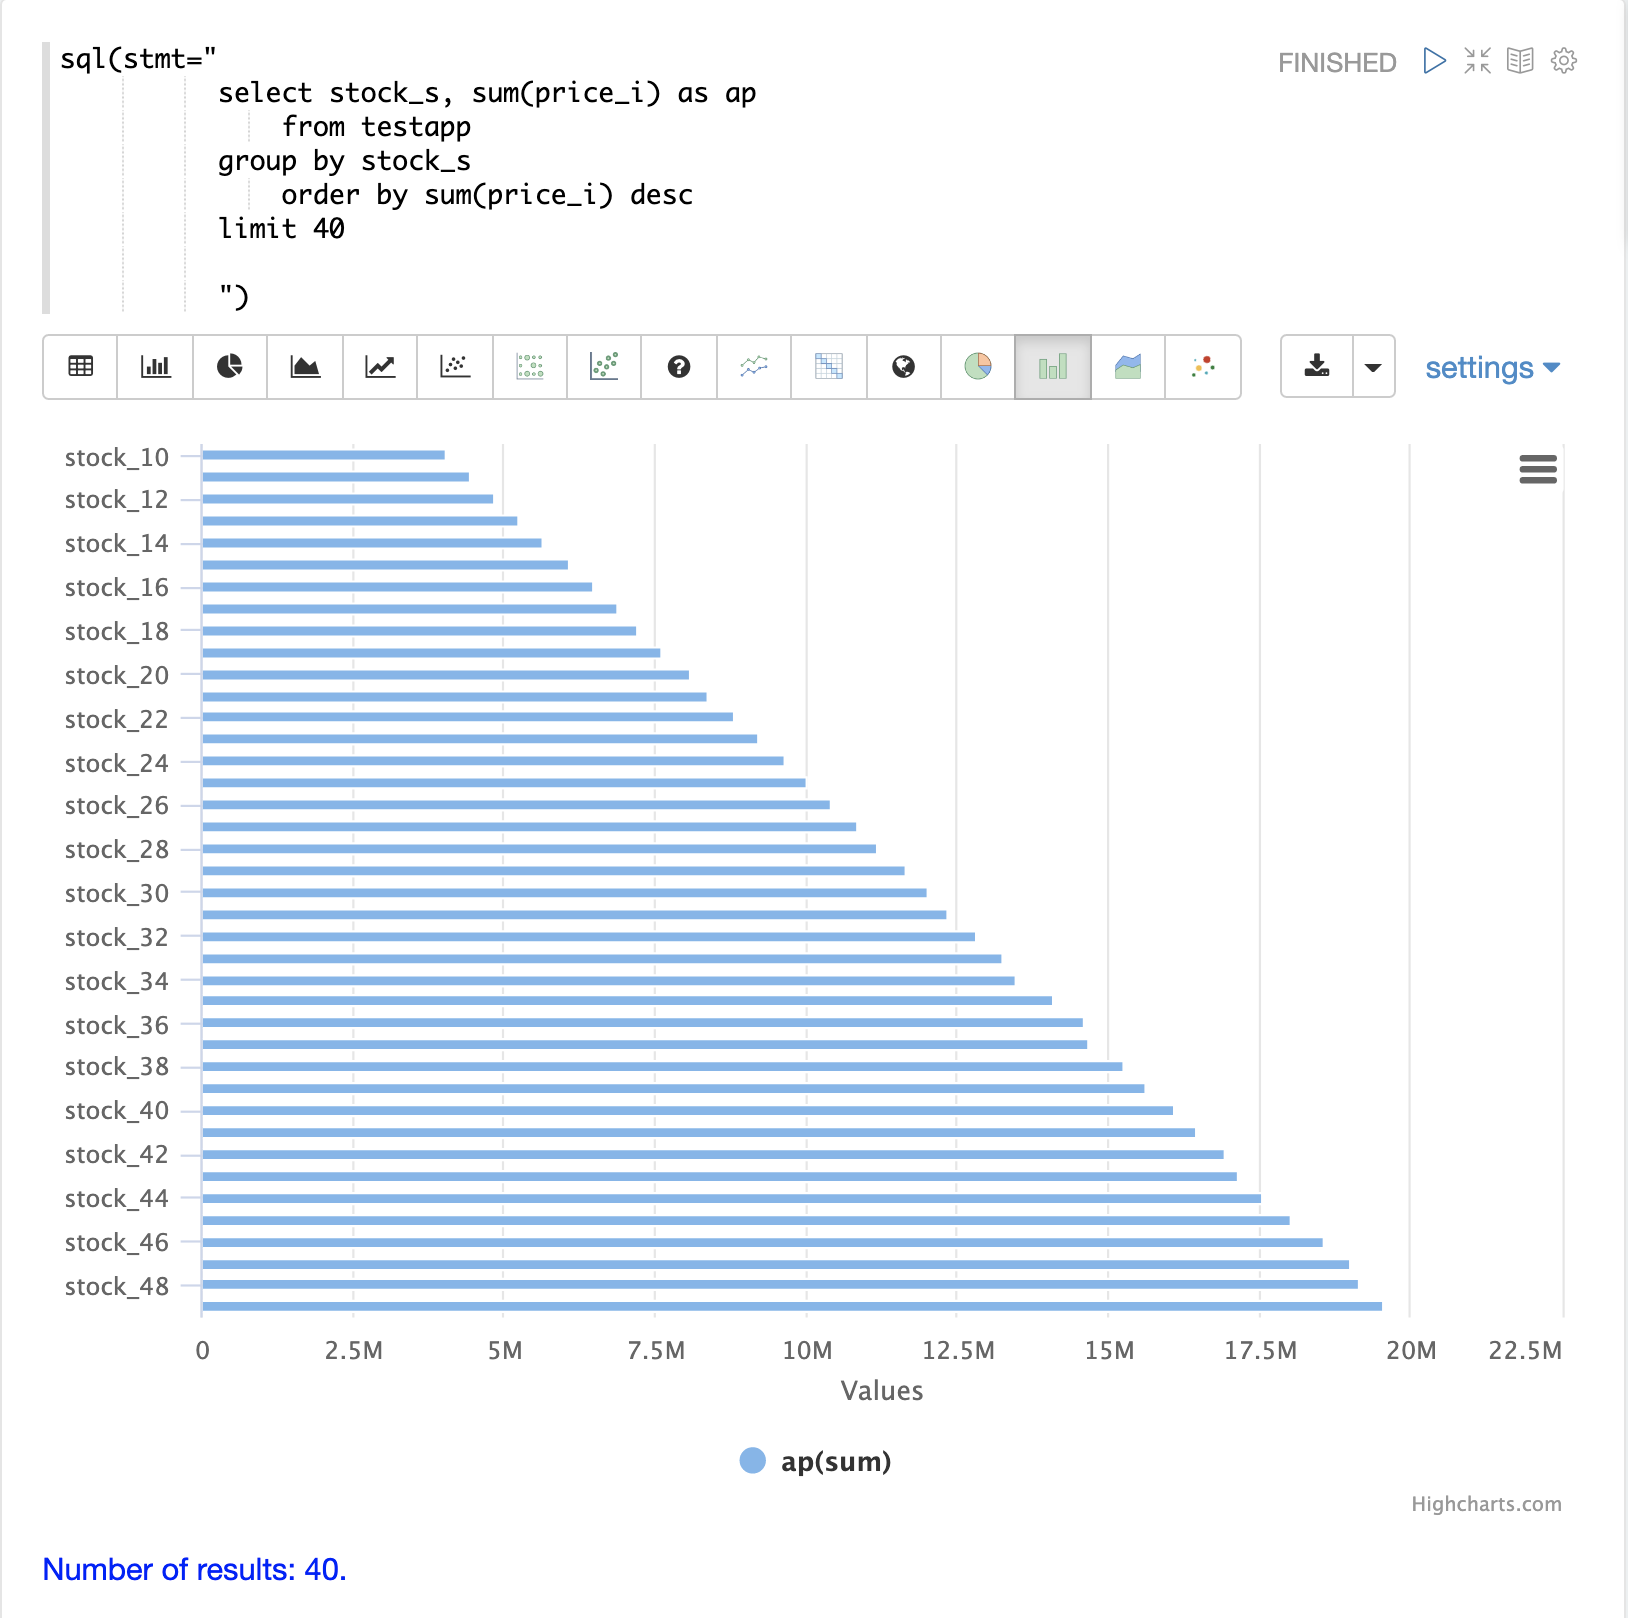 sql(stmt="
FINISHED
select stock_s, sum(price_i) as ap
from testapp
group by stock_s
order by sum(price_i) desc
limit 40
")
settings
stock_10
stock_12
stock_14
stock_16
stock_18
stock_20
stock_22
stock_24
stock_26
stock_28
stock_30
stock_32
stock_34
stock_36
stock_38
stock_40
stock_42
stock_44
stock_46
stock_48
0 2.5M 5M 7.5M 10M 12.5M 15M 17.5M 20M 22.5M
Values
ap(sum)
Highcharts.com
Number of results: 40.